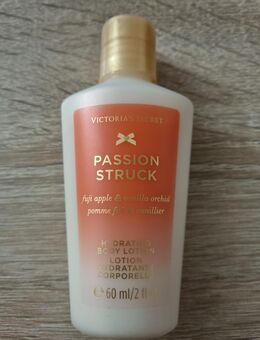 VICTORIA'S SECRET
PASSION
STRUCK
fuji apple & vanilla orchid
pomme fuji & vanillier
HYDRATING
BODY LOTION
LOTION
HYDRATANTE
CORPORELLE
℮ 60 ml/2 fl